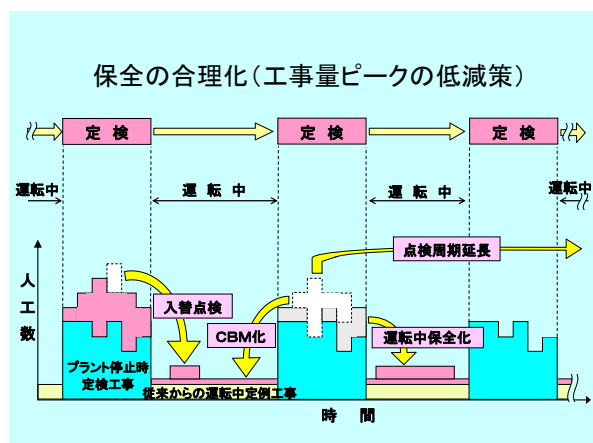 保全の合理化（工事量ピークの低減策）
定 検
定 検
定 検
運転中
運 転 中
運 転 中
運転中
点検周期延長
人工数
入替点検
CBM化
運転中保全化
プラント停止時
定検工事
従来からの運転中定例工事
時 間